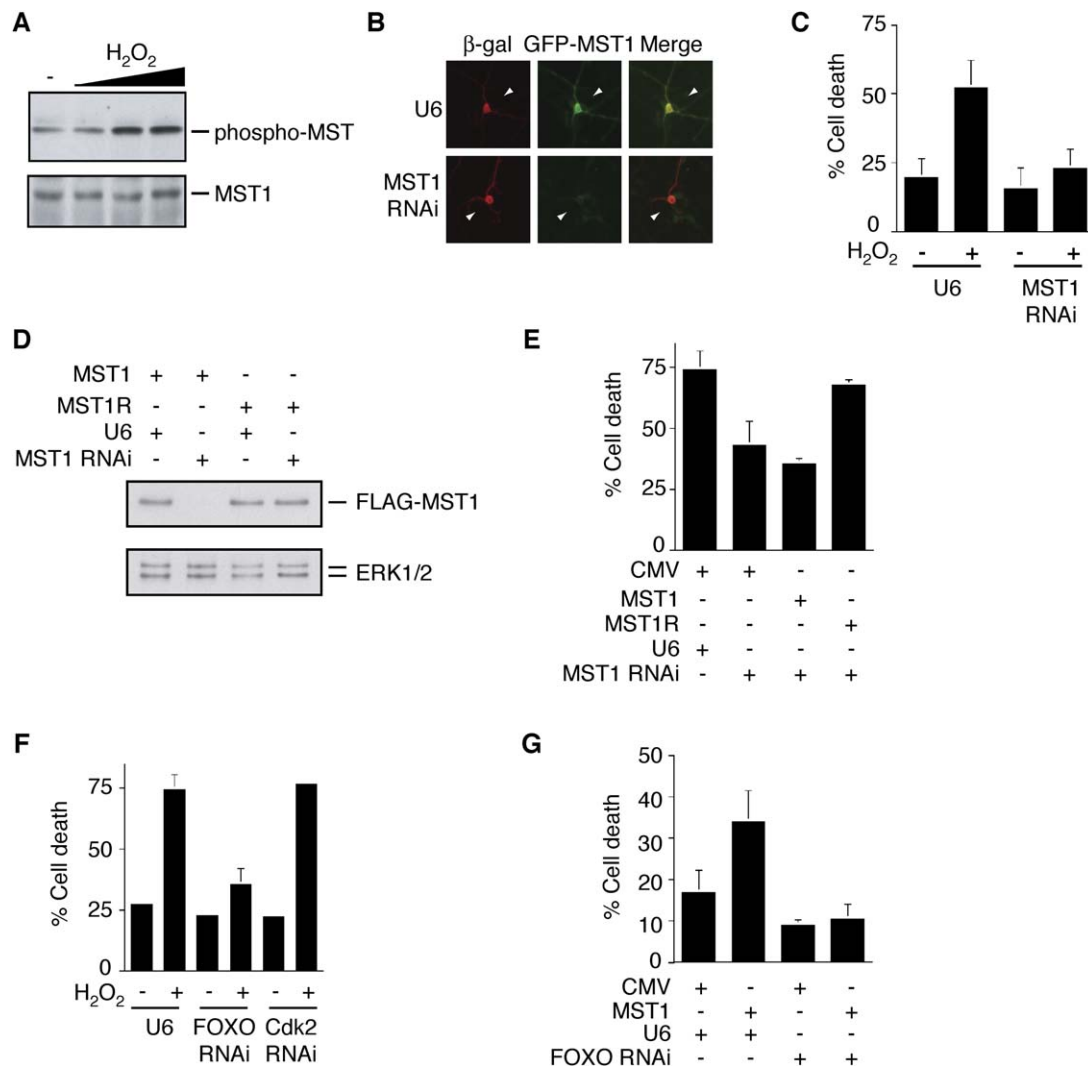 A
H2O2
-
phospho-MST
MST1
B
β-gal GFP-MST1 Merge
U6
MST1
RNAi
C
75
50
25
0
% Cell death
H2O2 - + - +
U6 MST1
RNAi
D
MST1 + + - -
MST1R - - + +
U6 + - + -
MST1 RNAi - + - +
FLAG-MST1
ERK1/2
E
75
50
25
0
% Cell death
CMV + + - -
MST1 - - + -
MST1R - - - +
U6 + - - -
MST1 RNAi - + + +
F
75
50
25
0
% Cell death
H2O2 - + - + - +
U6 FOXO Cdk2
RNAi RNAi
G
50
40
30
20
10
0
% Cell death
CMV + - + -
MST1 - + - +
U6 + + - -
FOXO RNAi - - + +